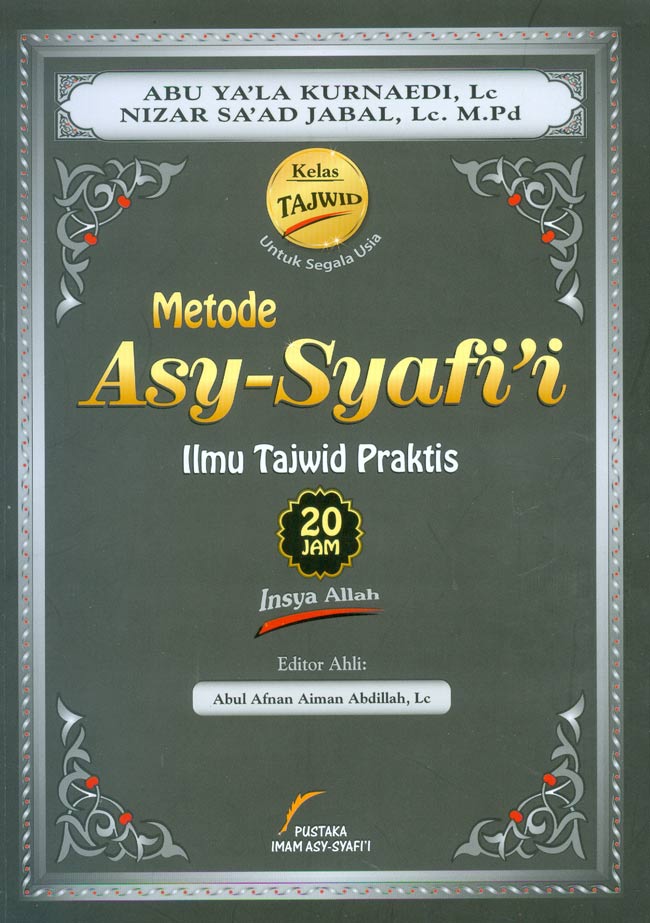 ABU YA'LA KURNAEDI, Lc
NIZAR SA'AD JABAL, Lc. M.Pd
Kelas
TAJWID
Untuk Segala Usia
Metode
Asy-Syafi'i
Ilmu Tajwid Praktis
20
JAM
Insya Allah
Editor Ahli:
Abul Afnan Aiman Abdillah, Lc
PUSTAKA
IMAM ASY-SYAFI'I